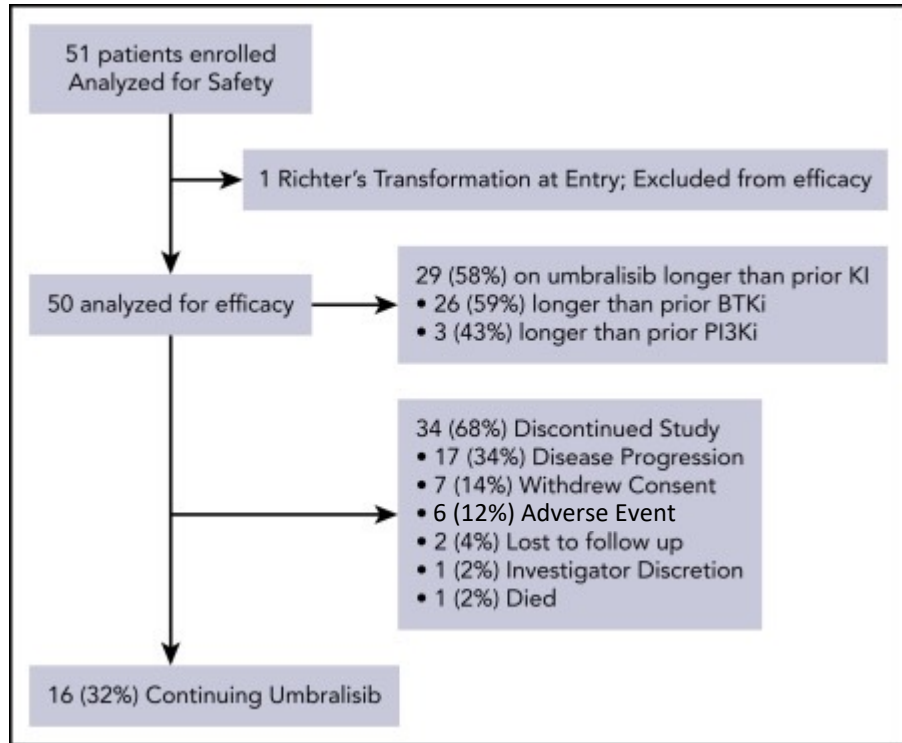 51 patients enrolled
Analyzed for Safety
1 Richter's Transformation at Entry; Excluded from efficacy
50 analyzed for efficacy
29 (58%) on umbralisib longer than prior KI
• 26 (59%) longer than prior BTKi
• 3 (43%) longer than prior PI3Ki
34 (68%) Discontinued Study
• 17 (34%) Disease Progression
• 7 (14%) Withdrew Consent
• 6 (12%) Adverse Event
• 2 (4%) Lost to follow up
• 1 (2%) Investigator Discretion
• 1 (2%) Died
16 (32%) Continuing Umbralisib